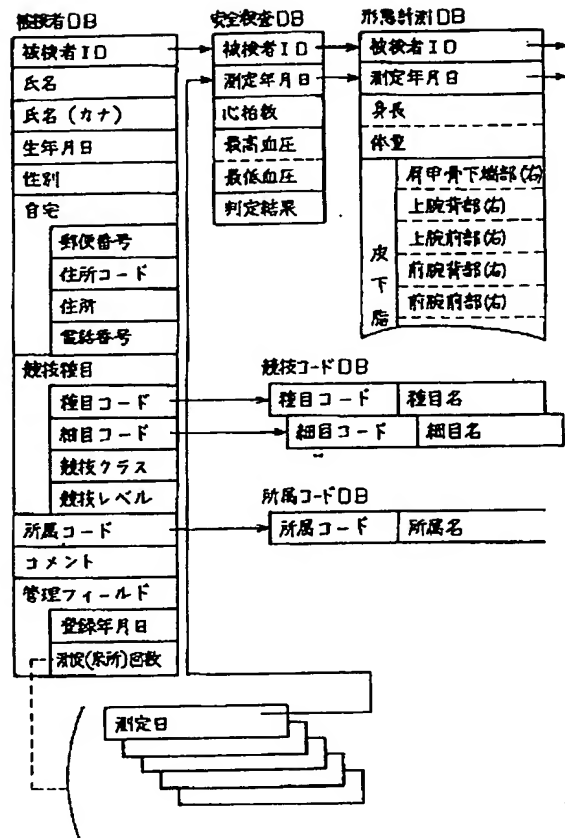 被検者DB
被検者ID
氏名
氏名(カナ)
生年月日
性別
自宅
郵便番号
住所コード
住所
電話番号
競技種目
種目コード
細目コード
競技クラス
競技レベル
所属コード
コメント
管理フィールド
登録年月日
測定(来所)回数
安全検査DB
被検者ID
測定年月日
心拍数
最高血圧
最低血圧
判定結果
形態計測DB
被検者ID
測定年月日
身長
体重
皮下脂
肩甲骨下端部(右)
上腕背部(右)
上腕前部(右)
前腕背部(右)
前腕前部(右)
競技コードDB
種目コード 種目名
細目コード 細目名
所属コードDB
所属コード 所属名
測定日